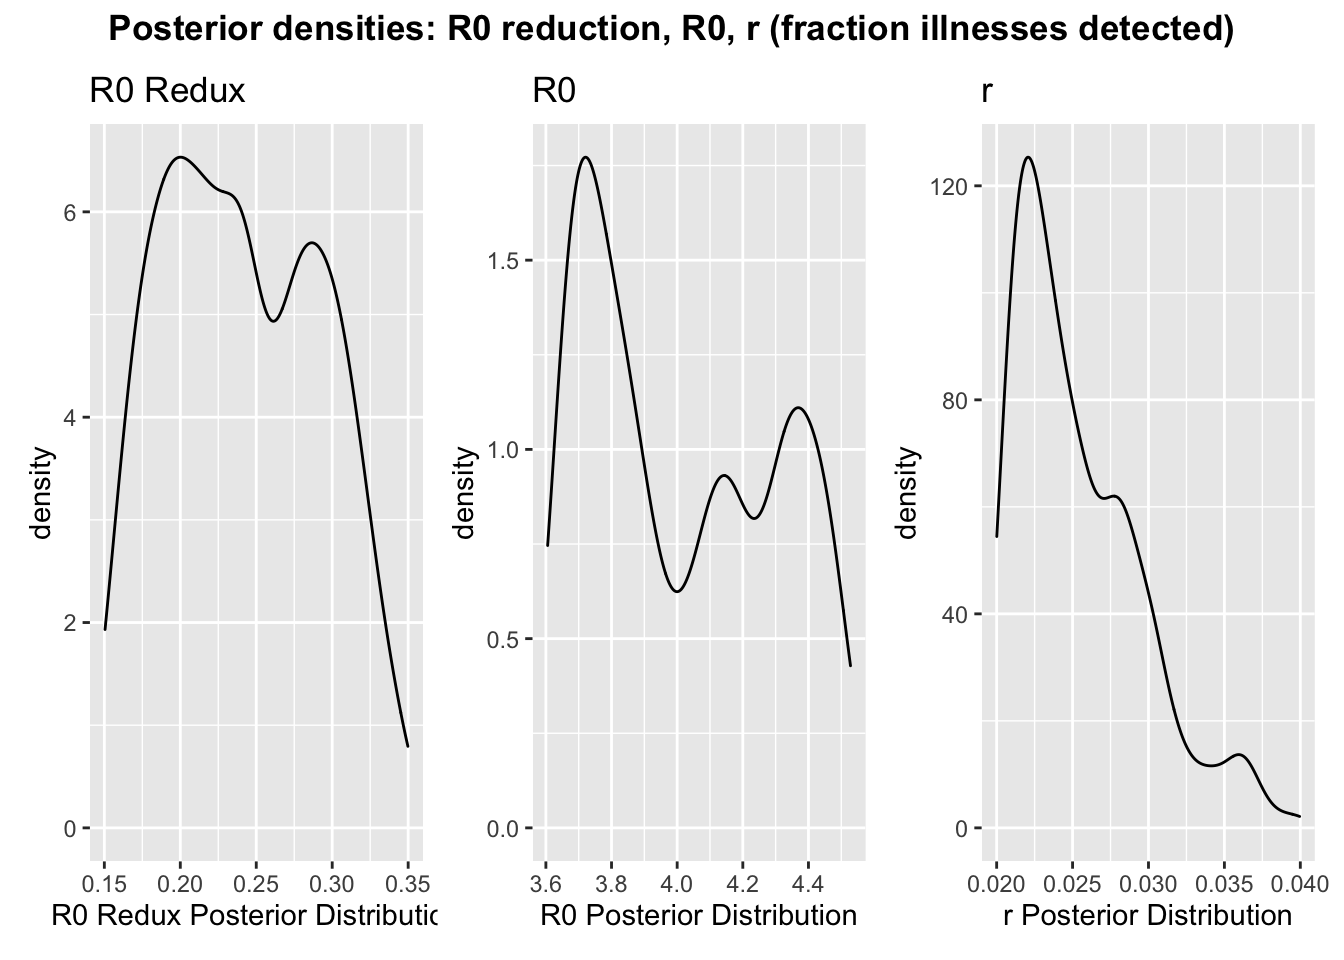 Posterior densities: R0 reduction, R0, r (fraction illnesses detected)
R0 Redux
density
6
4
2
0
0.15 0.20 0.25 0.30 0.35
R0 Redux Posterior Distributic
R0
density
1.5
1.0
0.5
0.0
3.6 3.8 4.0 4.2 4.4
R0 Posterior Distribution
r
density
120
80
40
0
0.020 0.025 0.030 0.035 0.040
r Posterior Distribution